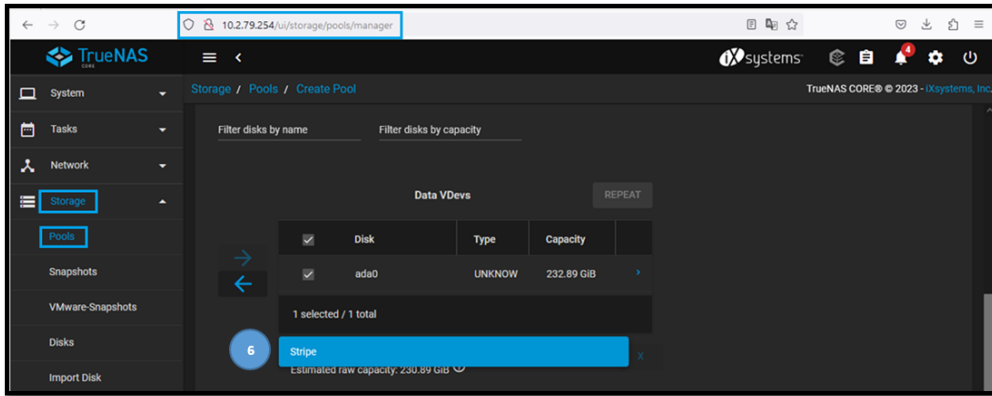 10.2.79.254/ui/storage/pools/manager
TrueNAS
CORE
iXsystems
4
System
Storage / Pools / Create Pool
TrueNAS CORE® © 2023 - iXsystems, Inc.
Tasks
Filter disks by name
Filter disks by capacity
Network
Data VDevs
REPEAT
Storage
Disk Type Capacity
Pools
ada0 UNKNOW 232.89 GiB
Snapshots
VMware-Snapshots
1 selected / 1 total
Disks
6
Stripe
X
Estimated raw capacity: 230.89 GiB
Import Disk